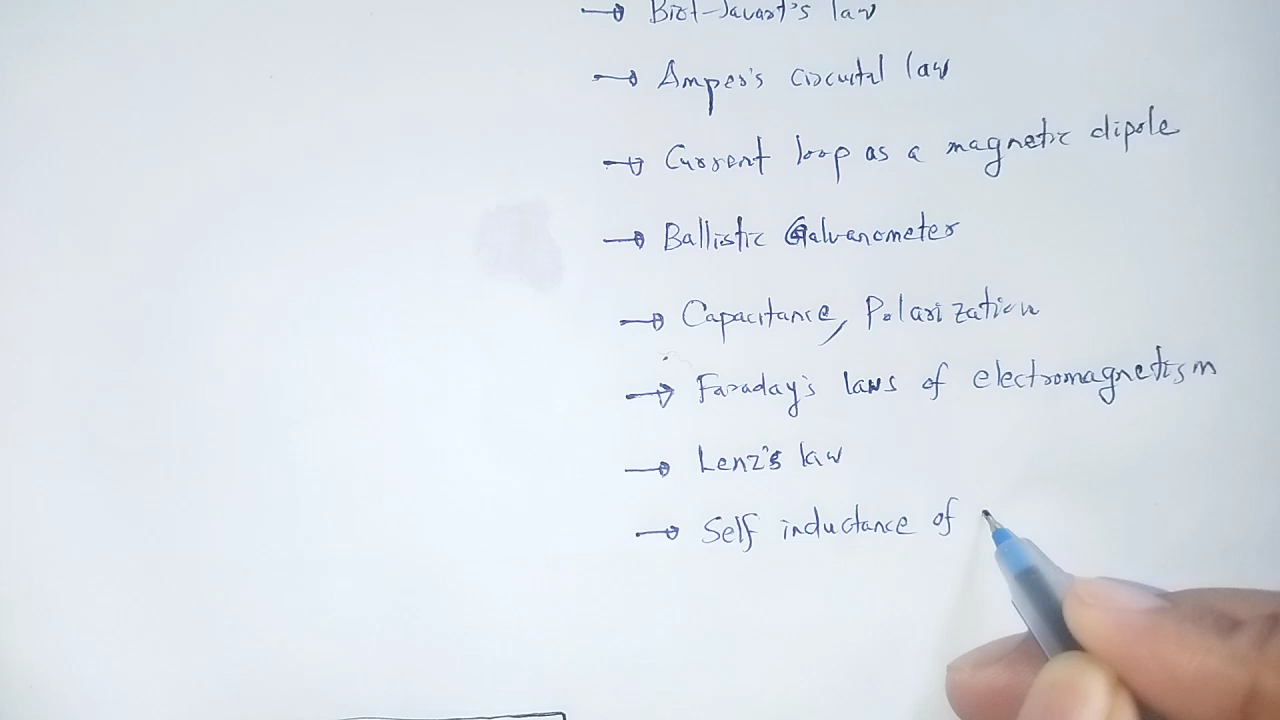 → Biot-Savart's law
→ Amper's circuital law
→ Current loop as a magnetic dipole
→ Ballistic Galvanometer
→ Capacitance, Polarization
→ Faraday's laws of electromagnetism
→ Lenz's law
→ Self inductance of